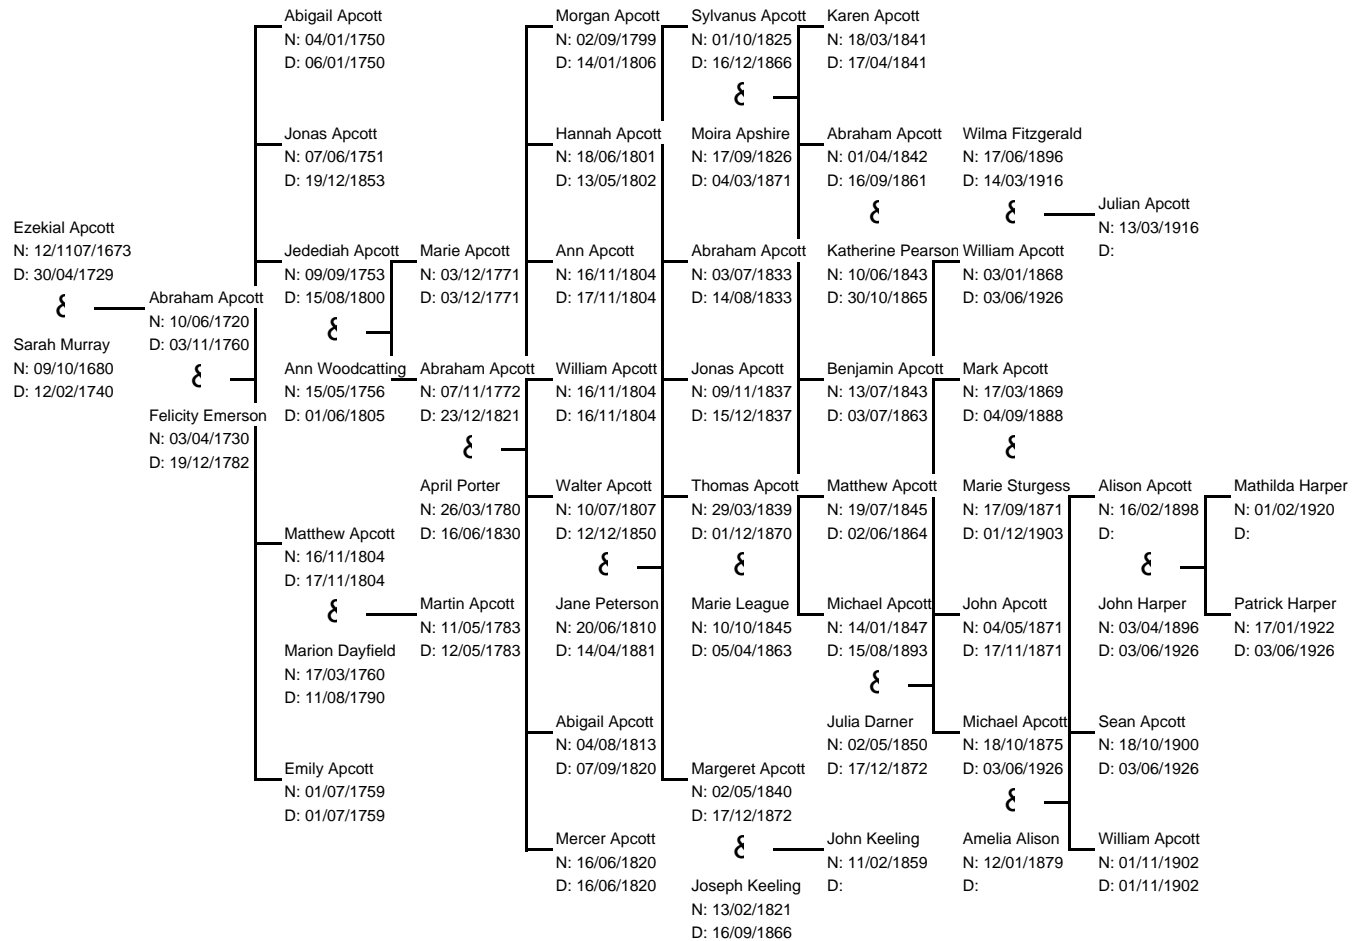 Ezekial Apcott
N: 12/1107/1673
D: 30/04/1729
&
Sarah Murray
N: 09/10/1680
D: 12/02/1740
Abraham Apcott
N: 10/06/1720
D: 03/11/1760
&
Felicity Emerson
N: 03/04/1730
D: 19/12/1782
Abigail Apcott
N: 04/01/1750
D: 06/01/1750
Jonas Apcott
N: 07/06/1751
D: 19/12/1853
Jedediah Apcott
N: 09/09/1753
D: 15/08/1800
&
Ann Woodcatting
N: 15/05/1756
D: 01/06/1805
Matthew Apcott
N: 16/11/1804
D: 17/11/1804
&
Marion Dayfield
N: 17/03/1760
D: 11/08/1790
Emily Apcott
N: 01/07/1759
D: 01/07/1759
Marie Apcott
N: 03/12/1771
D: 03/12/1771
Abraham Apcott
N: 07/11/1772
D: 23/12/1821
&
April Porter
N: 26/03/1780
D: 16/06/1830
Martin Apcott
N: 11/05/1783
D: 12/05/1783
Morgan Apcott
N: 02/09/1799
D: 14/01/1806
Hannah Apcott
N: 18/06/1801
D: 13/05/1802
Ann Apcott
N: 16/11/1804
D: 17/11/1804
William Apcott
N: 16/11/1804
D: 16/11/1804
Walter Apcott
N: 10/07/1807
D: 12/12/1850
&
Jane Peterson
N: 20/06/1810
D: 14/04/1881
Abigail Apcott
N: 04/08/1813
D: 07/09/1820
Mercer Apcott
N: 16/06/1820
D: 16/06/1820
Sylvanus Apcott
N: 01/10/1825
D: 16/12/1866
&
Moira Apshire
N: 17/09/1826
D: 04/03/1871
Abraham Apcott
N: 03/07/1833
D: 14/08/1833
Jonas Apcott
N: 09/11/1837
D: 15/12/1837
Thomas Apcott
N: 29/03/1839
D: 01/12/1870
&
Marie League
N: 10/10/1845
D: 05/04/1863
Margeret Apcott
N: 02/05/1840
D: 17/12/1872
&
Joseph Keeling
N: 13/02/1821
D: 16/09/1866
Karen Apcott
N: 18/03/1841
D: 17/04/1841
Abraham Apcott
N: 01/04/1842
D: 16/09/1861
&
Katherine Pearson
N: 10/06/1843
D: 30/10/1865
Benjamin Apcott
N: 13/07/1843
D: 03/07/1863
Matthew Apcott
N: 19/07/1845
D: 02/06/1864
Michael Apcott
N: 14/01/1847
D: 15/08/1893
&
Julia Darner
N: 02/05/1850
D: 17/12/1872
John Keeling
N: 11/02/1859
D:
Wilma Fitzgerald
N: 17/06/1896
D: 14/03/1916
&
William Apcott
N: 03/01/1868
D: 03/06/1926
Mark Apcott
N: 17/03/1869
D: 04/09/1888
&
Marie Sturgess
N: 17/09/1871
D: 01/12/1903
John Apcott
N: 04/05/1871
D: 17/11/1871
Michael Apcott
N: 18/10/1875
D: 03/06/1926
&
Amelia Alison
N: 12/01/1879
D:
Julian Apcott
N: 13/03/1916
D:
Alison Apcott
N: 16/02/1898
D:
&
John Harper
N: 03/04/1896
D: 03/06/1926
Sean Apcott
N: 18/10/1900
D: 03/06/1926
William Apcott
N: 01/11/1902
D: 01/11/1902
Mathilda Harper
N: 01/02/1920
D:
Patrick Harper
N: 17/01/1922
D: 03/06/1926